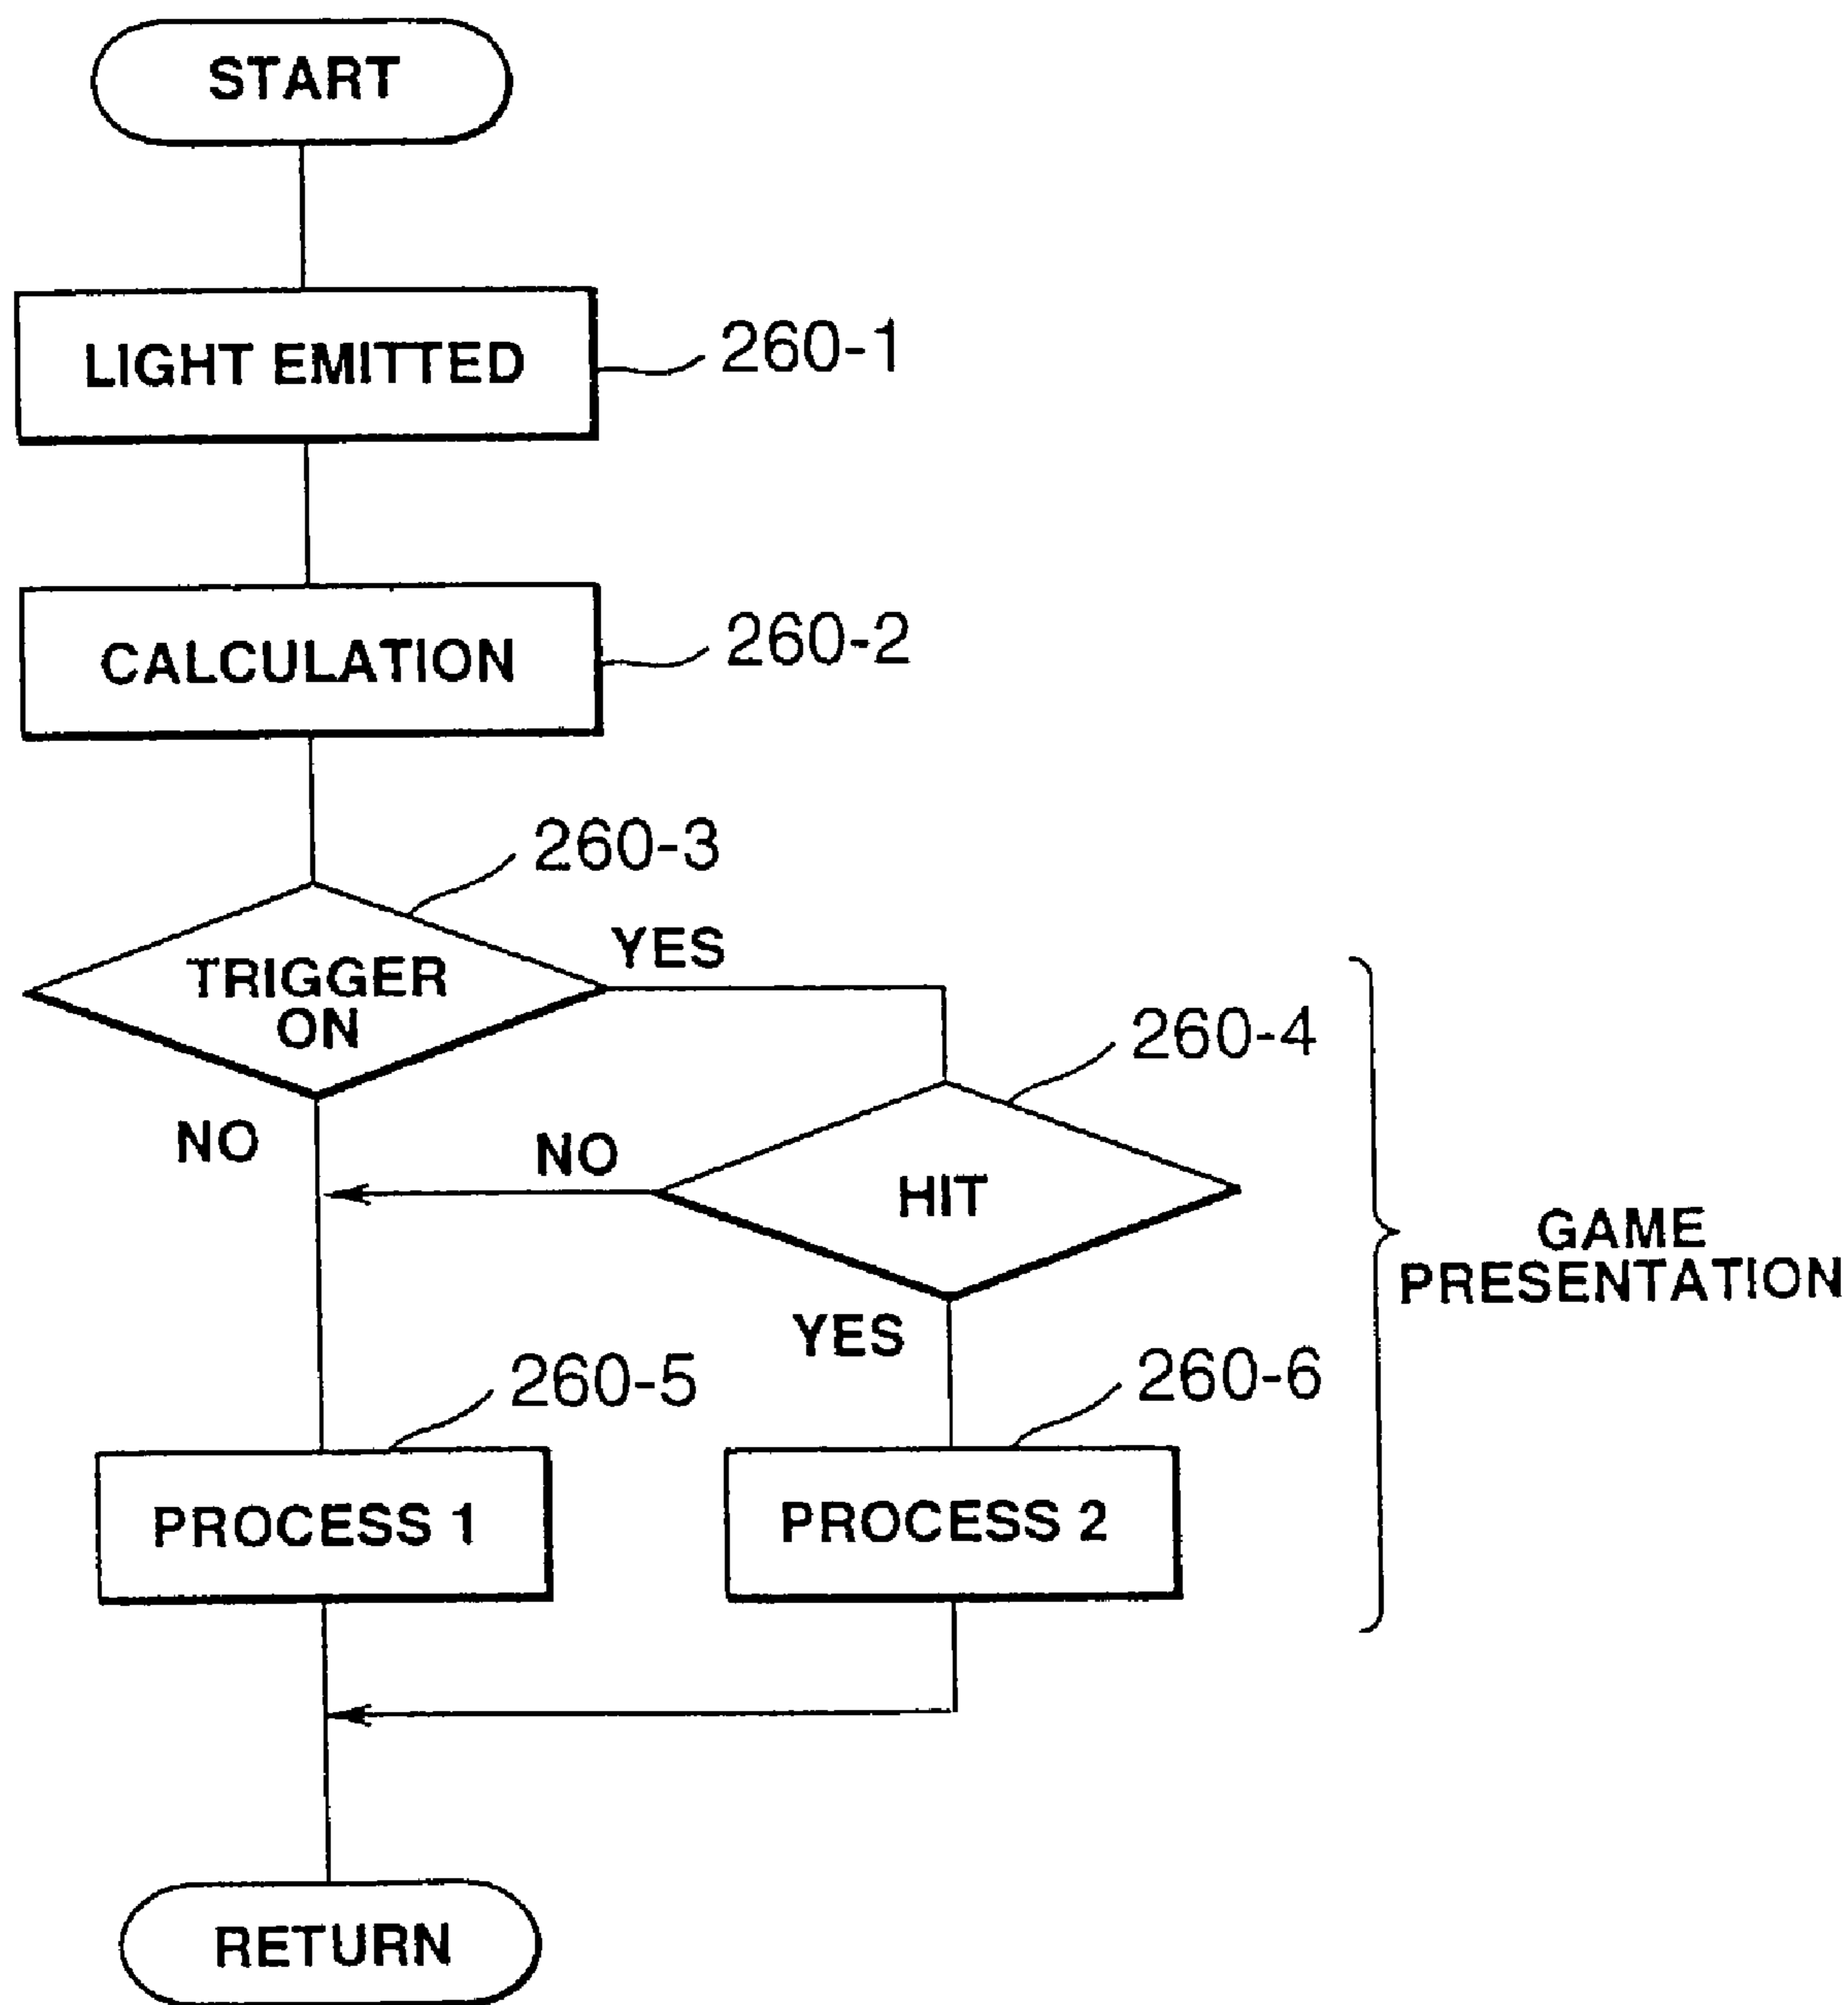 START
LIGHT EMITTED
260-1
CALCULATION
260-2
260-3
TRIGGER
ON
YES
260-4
NO
NO
HIT
GAME
PRESENTATION
YES
260-5
260-6
PROCESS 1
PROCESS 2
RETURN